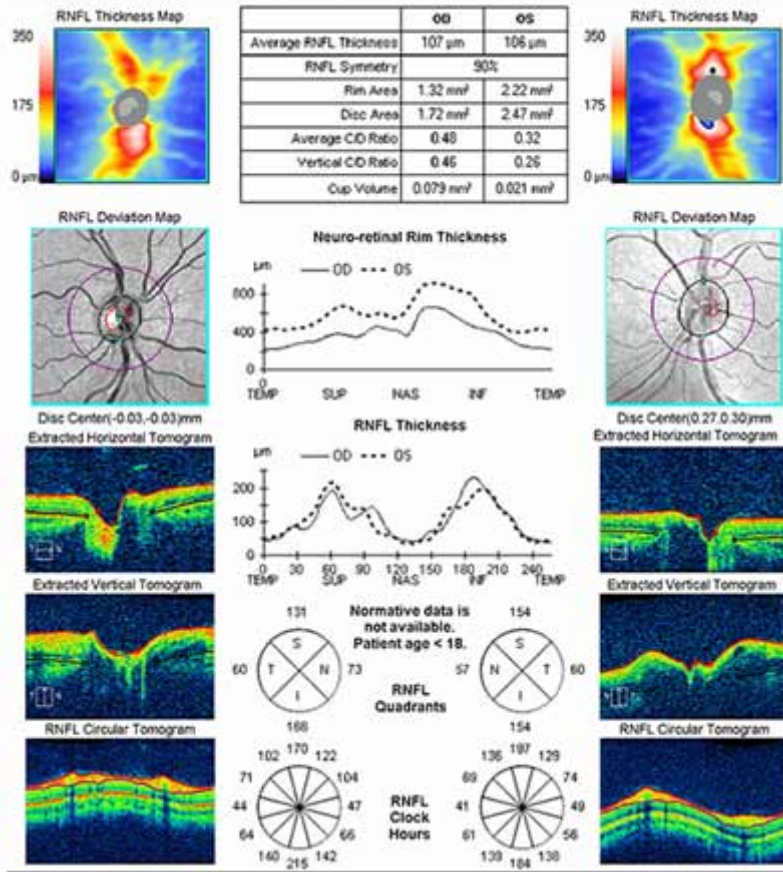 RNFL Thickness Map
350
175
0 µm
OD OS
Average RNFL Thickness 107 µm 106 µm
RNFL Symmetry 90%
Rim Area 1.32 mm² 2.22 mm²
Disc Area 1.72 mm² 2.47 mm²
Average C/D Ratio 0.48 0.32
Vertical C/D Ratio 0.46 0.26
Cup Volume 0.079 mm³ 0.021 mm³
RNFL Thickness Map
350
175
0 µm
RNFL Deviation Map
Disc Center(-0.03,-0.03)mm
Neuro-retinal Rim Thickness
µm OD OS
800
400
0
TEMP SUP NAS INF TEMP
RNFL Deviation Map
Disc Center(0.27,0.30)mm
Extracted Horizontal Tomogram
RNFL Thickness
µm OD OS
200
100
0
0 30 60 90 120 150 180 210 240
TEMP SUP NAS INF TEMP
Extracted Horizontal Tomogram
Extracted Vertical Tomogram
131
S
60 T N 73
I
168
Normative data is
not available.
Patient age < 18.
RNFL
Quadrants
154
S
57 N T 60
I
154
Extracted Vertical Tomogram
RNFL Circular Tomogram
170
102 122
71 104
44 47
64 66
140 142
215
RNFL
Clock
Hours
197
136 129
69 74
41 49
61 56
139 138
184
RNFL Circular Tomogram